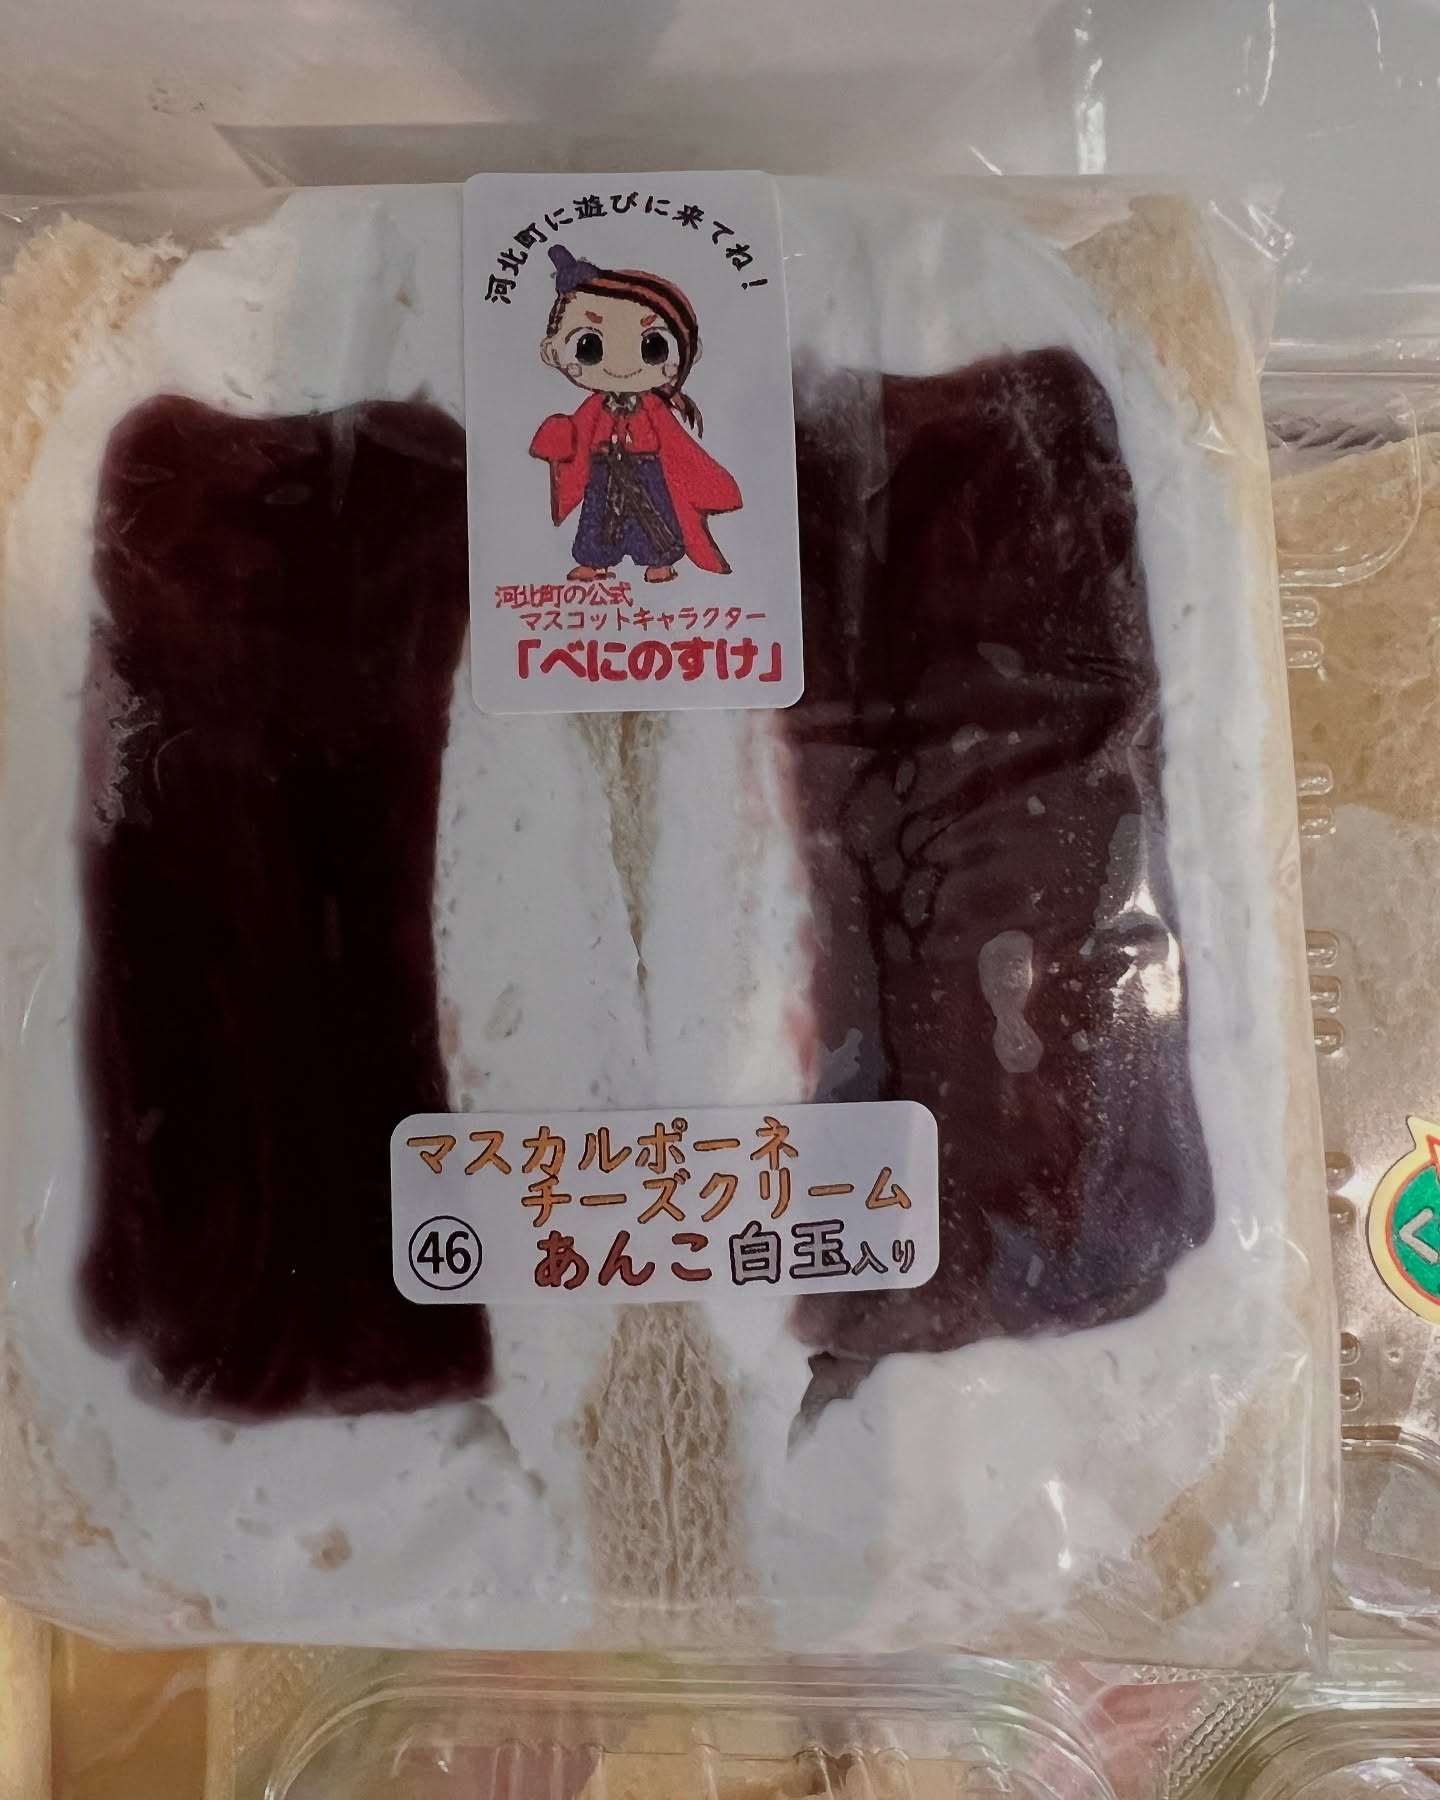 河北町に遊びに来てね!
河北町の公式
マスコットキャラクター
「べにのすけ」
マスカルポーネ
チーズクリーム
㊻ あんこ白玉入り
く